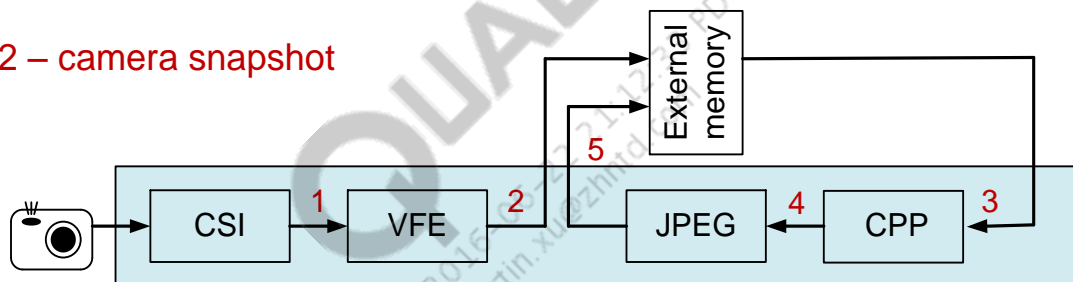 2 – camera snapshot
External
memory
5
1
2
4
3
CSI
VFE
JPEG
CPP